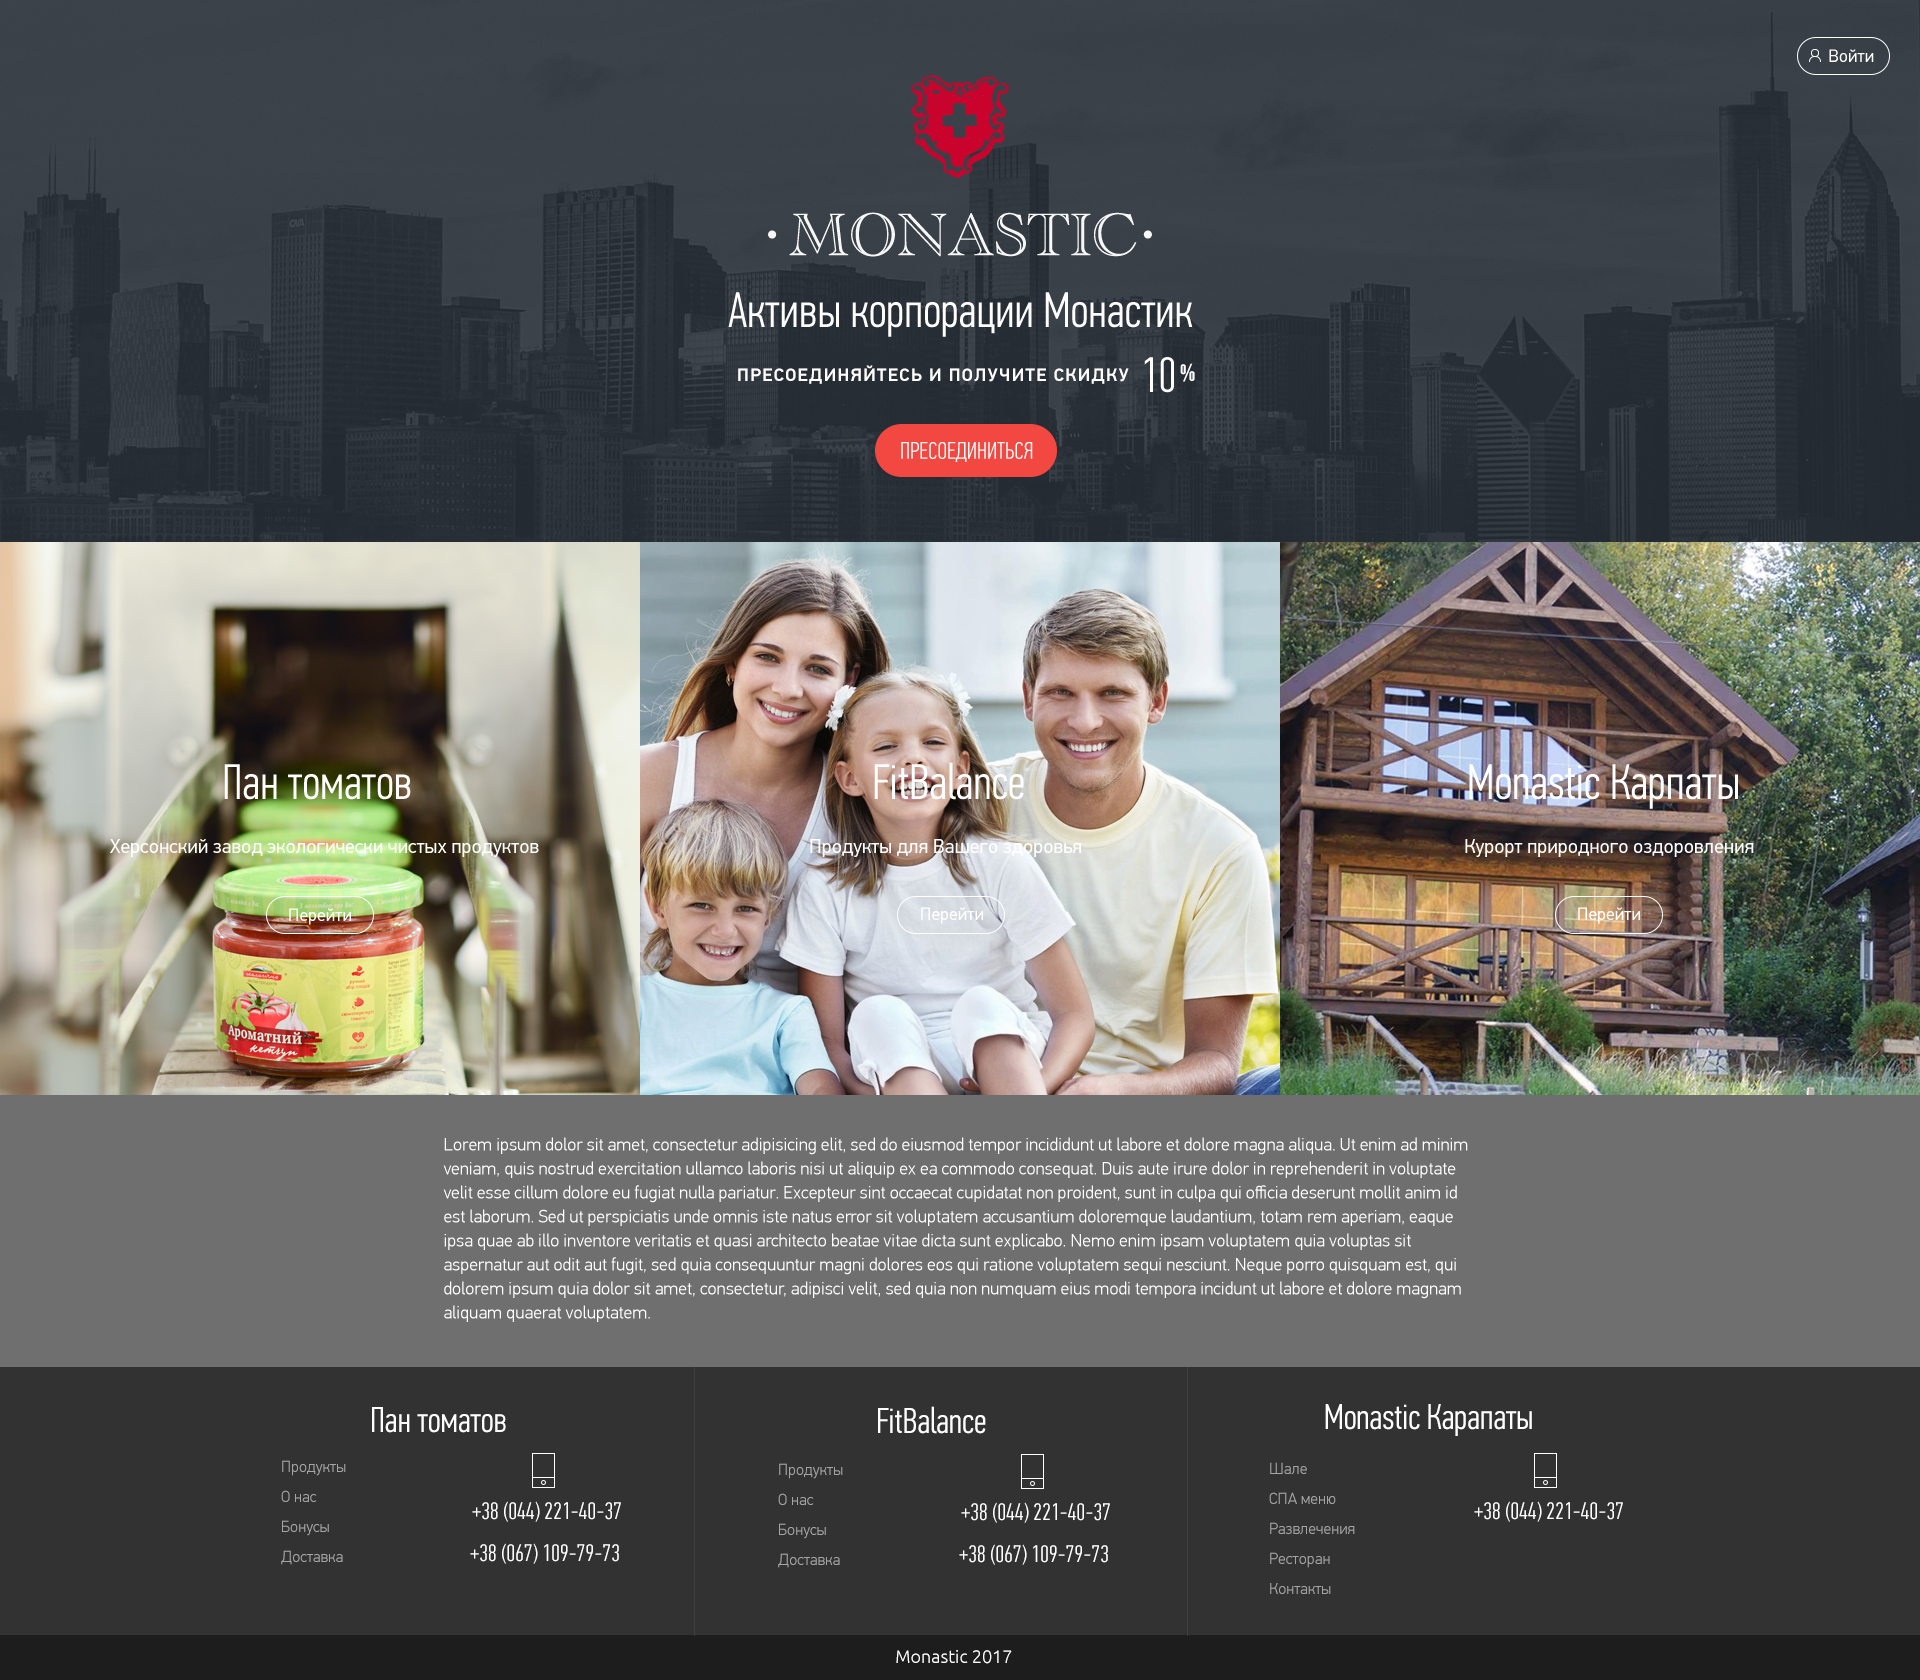 Войти
MONASTIC
Активы корпорации Монастик
ПРЕСОЕДИНЯЙТЕСЬ И ПОЛУЧИТЕ СКИДКУ 10 %
ПРЕСОЕДИНИТЬСЯ
Пан томатов
Херсонский завод экологически чистых продуктов
Перейти
Ароматний
кетчуп
FitBalance
Продукты для Вашего здоровья
Перейти
Monastic Карпаты
Курорт природного оздоровления
Перейти
Lorem ipsum dolor sit amet, consectetur adipisicing elit, sed do eiusmod tempor incididunt ut labore et dolore magna aliqua. Ut enim ad minim
veniam, quis nostrud exercitation ullamco laboris nisi ut aliquip ex ea commodo consequat. Duis aute irure dolor in reprehenderit in voluptate
velit esse cillum dolore eu fugiat nulla pariatur. Excepteur sint occaecat cupidatat non proident, sunt in culpa qui officia deserunt mollit anim id
est laborum. Sed ut perspiciatis unde omnis iste natus error sit voluptatem accusantium doloremque laudantium, totam rem aperiam, eaque
ipsa quae ab illo inventore veritatis et quasi architecto beatae vitae dicta sunt explicabo. Nemo enim ipsam voluptatem quia voluptas sit
aspernatur aut odit aut fugit, sed quia consequuntur magni dolores eos qui ratione voluptatem sequi nesciunt. Neque porro quisquam est, qui
dolorem ipsum quia dolor sit amet, consectetur, adipisci velit, sed quia non numquam eius modi tempora incidunt ut labore et dolore magnam
aliquam quaerat voluptatem.
Пан томатов
Продукты
О нас
Бонусы
Доставка
+38 (044) 221-40-37
+38 (067) 109-79-73
FitBalance
Продукты
О нас
Бонусы
Доставка
+38 (044) 221-40-37
+38 (067) 109-79-73
Monastic Карапаты
Шале
СПА меню
Развлечения
Ресторан
Контакты
+38 (044) 221-40-37
Monastic 2017